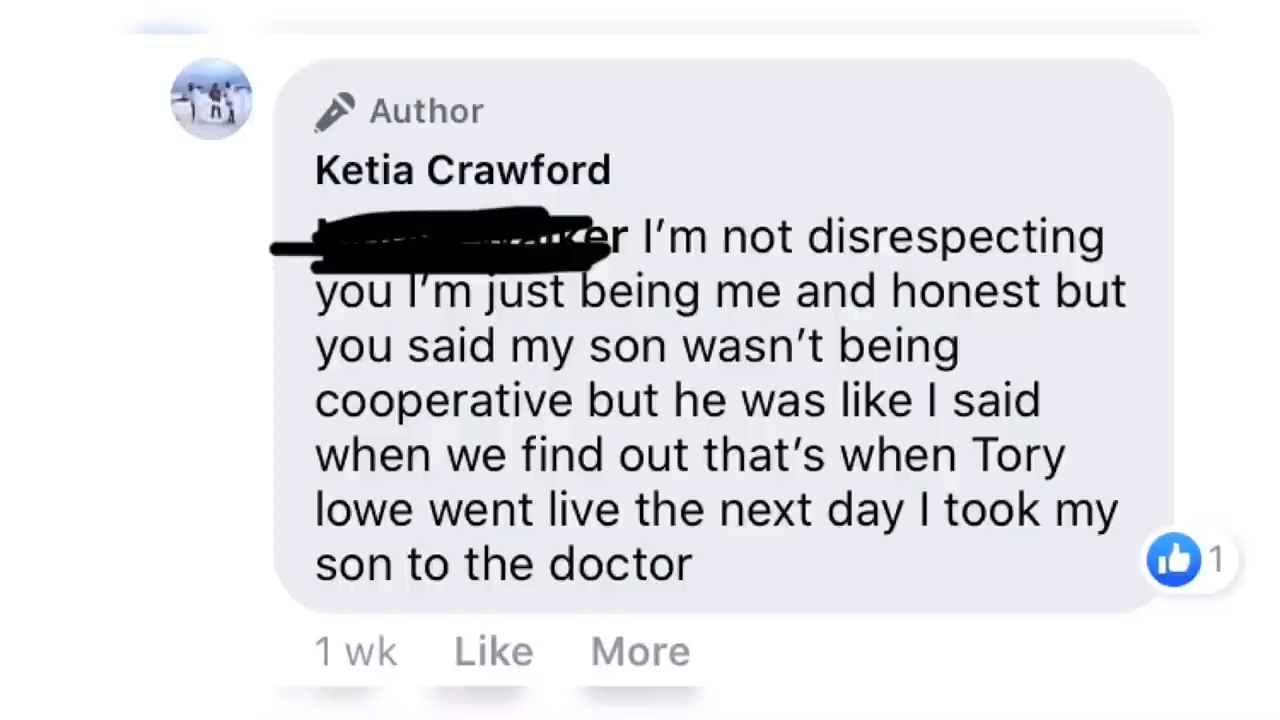 Author
Ketia Crawford
I'm not disrespecting
you I'm just being me and honest but
you said my son wasn't being
cooperative but he was like I said
when we find out that's when Tory
lowe went live the next day I took my
son to the doctor
1
1 wk Like More